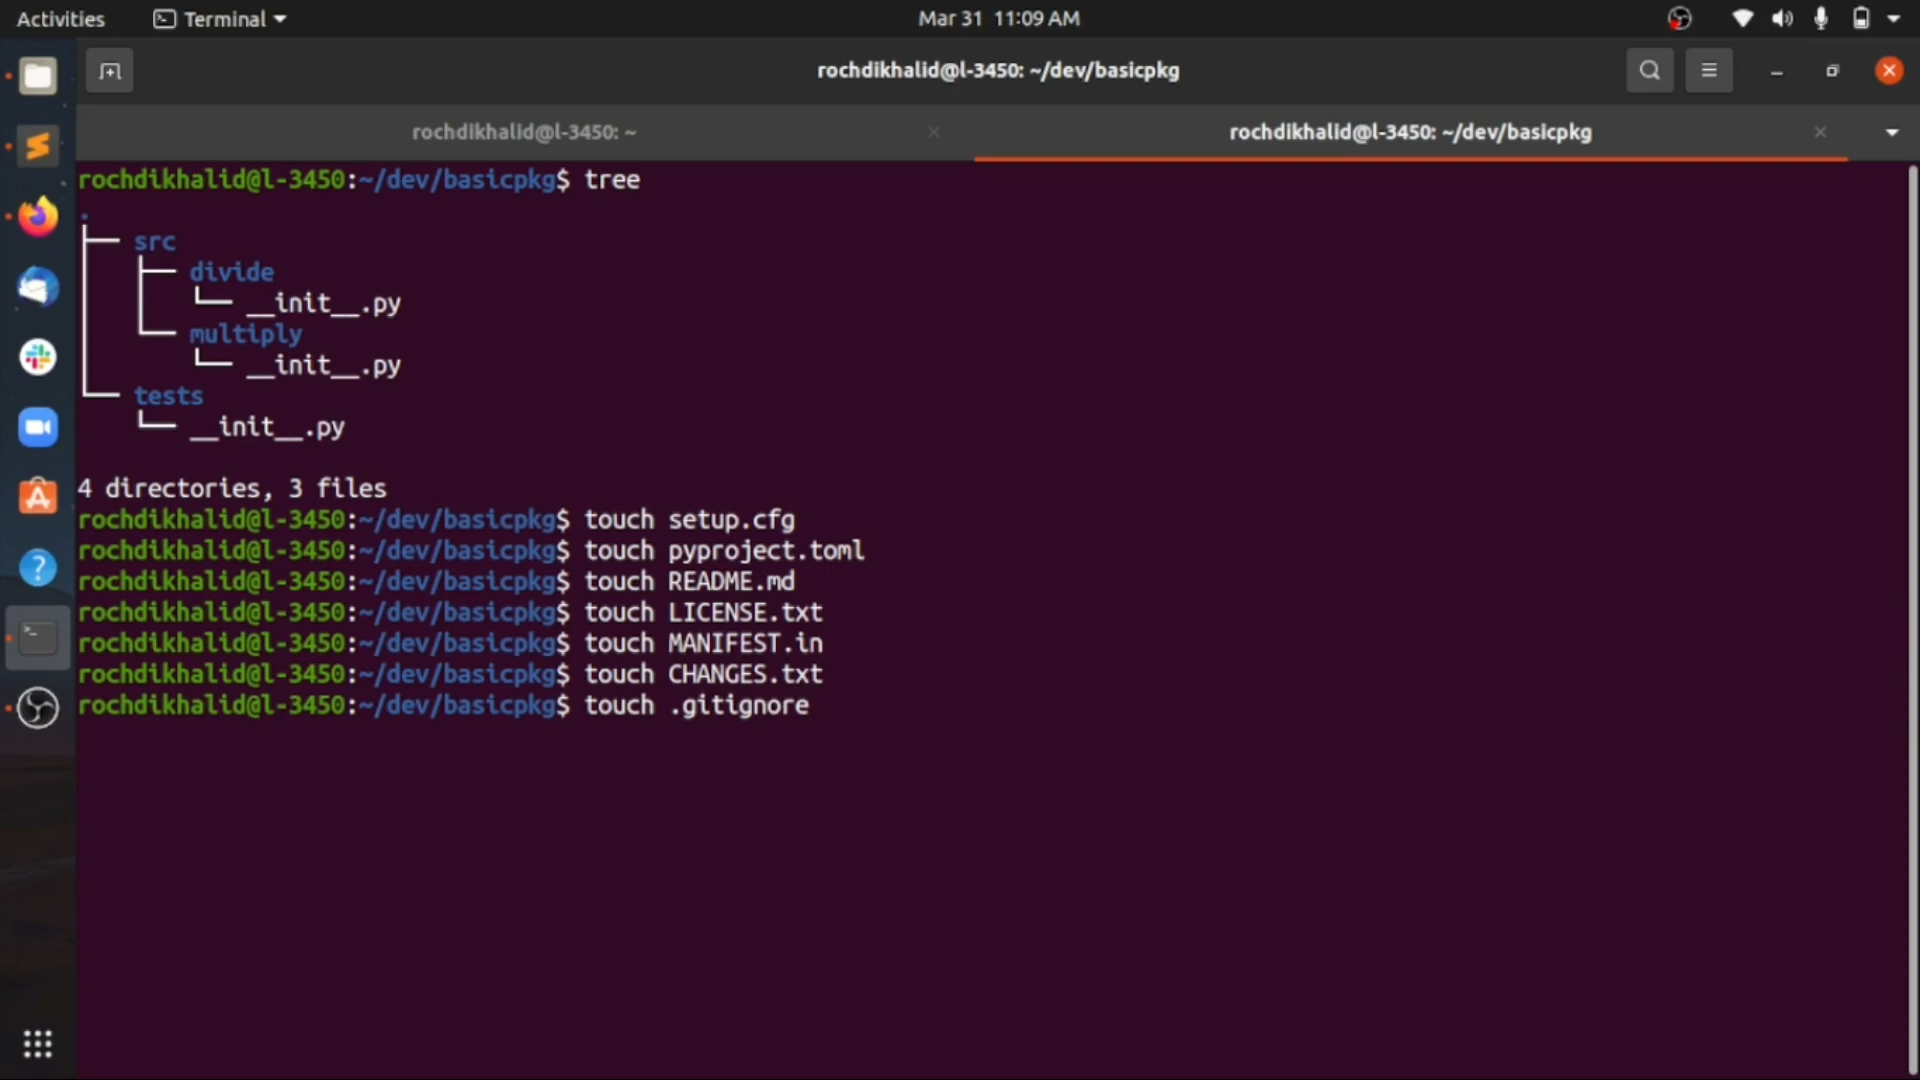 Activities Terminal Mar 31 11:09 AM
rochdikhalid@l-3450: ~/dev/basicpkg
rochdikhalid@l-3450: ~ rochdikhalid@l-3450: ~/dev/basicpkg
rochdikhalid@l-3450:~/dev/basicpkg$ tree
.
├── src
│   ├── divide
│   │   └── __init__.py
│   └── multiply
│       └── __init__.py
└── tests
    └── __init__.py
4 directories, 3 files
rochdikhalid@l-3450:~/dev/basicpkg$ touch setup.cfg
rochdikhalid@l-3450:~/dev/basicpkg$ touch pyproject.toml
rochdikhalid@l-3450:~/dev/basicpkg$ touch README.md
rochdikhalid@l-3450:~/dev/basicpkg$ touch LICENSE.txt
rochdikhalid@l-3450:~/dev/basicpkg$ touch MANIFEST.in
rochdikhalid@l-3450:~/dev/basicpkg$ touch CHANGES.txt
rochdikhalid@l-3450:~/dev/basicpkg$ touch .gitignore